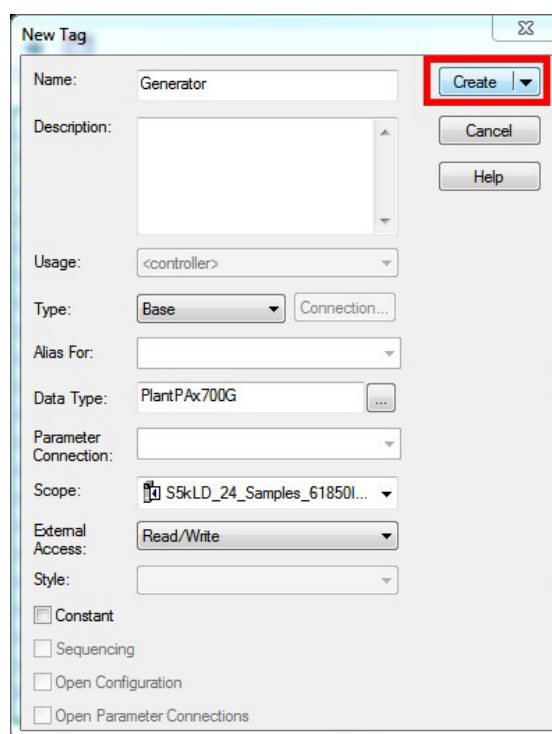 New Tag
Name: Generator Create
Description: Cancel
Help
Usage: <controller>
Type: Base Connection...
Alias For:
Data Type: PlantPAx700G ...
Parameter
Connection:
Scope: S5kLD_24_Samples_61850I...
External
Access: Read/Write
Style:
Constant
Sequencing
Open Configuration
Open Parameter Connections